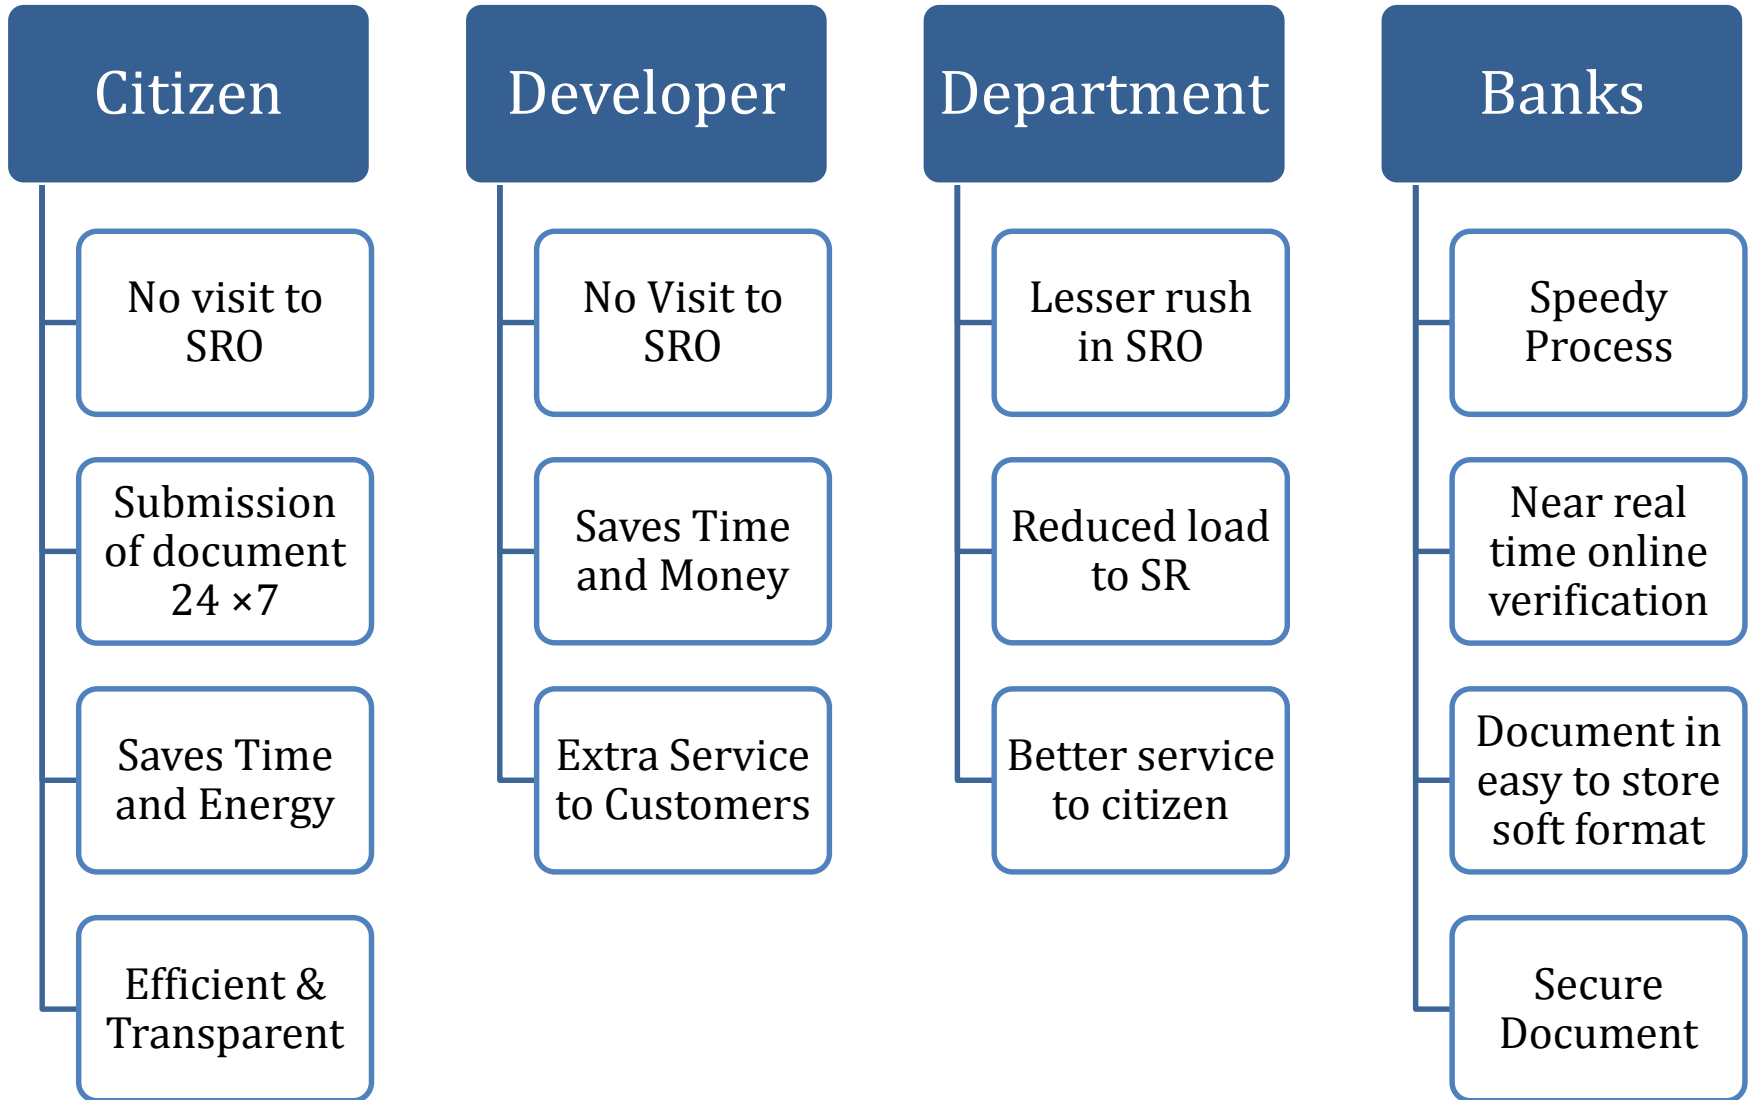 Citizen
No visit to
SRO
Submission
of document
24 ×7
Saves Time
and Energy
Efficient &
Transparent
Developer
No Visit to
SRO
Saves Time
and Money
Extra Service
to Customers
Department
Lesser rush
in SRO
Reduced load
to SR
Better service
to citizen
Banks
Speedy
Process
Near real
time online
verification
Document in
easy to store
soft format
Secure
Document